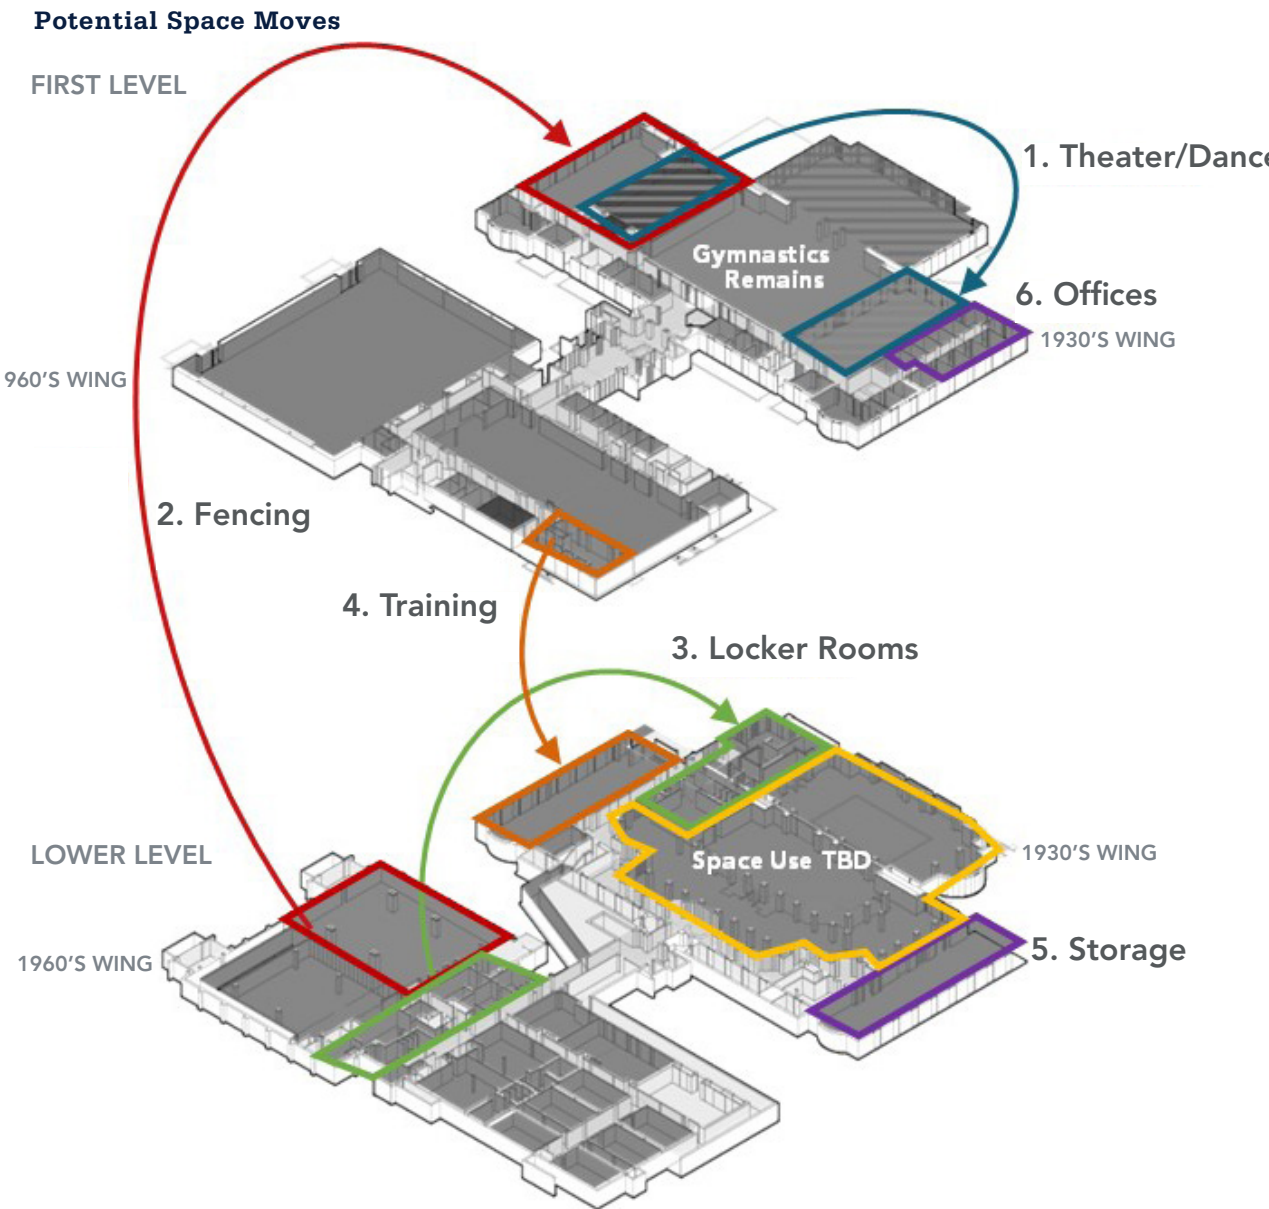 Potential Space Moves
FIRST LEVEL
1. Theater/Dance
Gymnastics
Remains
6. Offices
1930'S WING
960'S WING
2. Fencing
4. Training
3. Locker Rooms
LOWER LEVEL
Space Use TBD
1930'S WING
5. Storage
1960'S WING